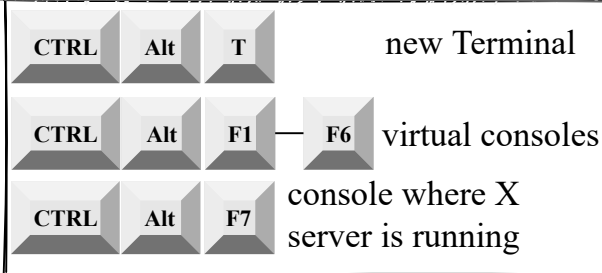 CTRL Alt T new Terminal
CTRL Alt F1 — F6 virtual consoles
CTRL Alt F7 console where X
server is running